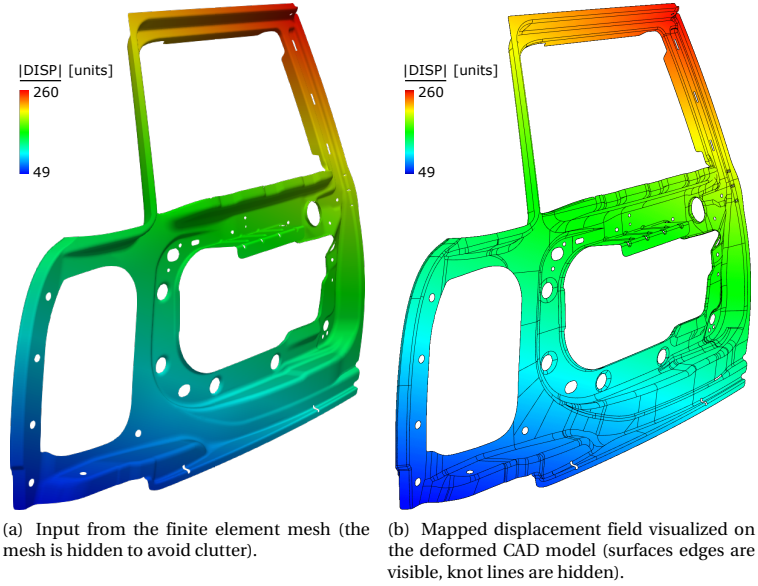 |DISP| [units]
260
49
|DISP| [units]
260
49
(a) Input from the finite element mesh (the
mesh is hidden to avoid clutter).
(b) Mapped displacement field visualized on
the deformed CAD model (surfaces edges are
visible, knot lines are hidden).